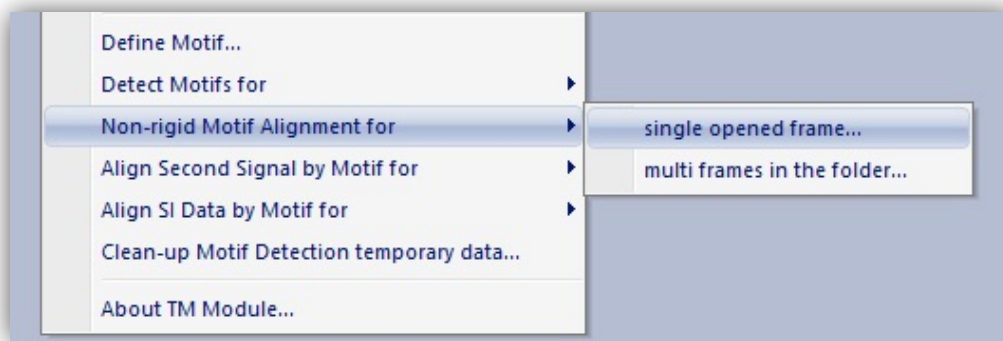 Define Motif...
Detect Motifs for
Non-rigid Motif Alignment for
single opened frame...
Align Second Signal by Motif for
multi frames in the folder...
Align SI Data by Motif for
Clean-up Motif Detection temporary data...
About TM Module...